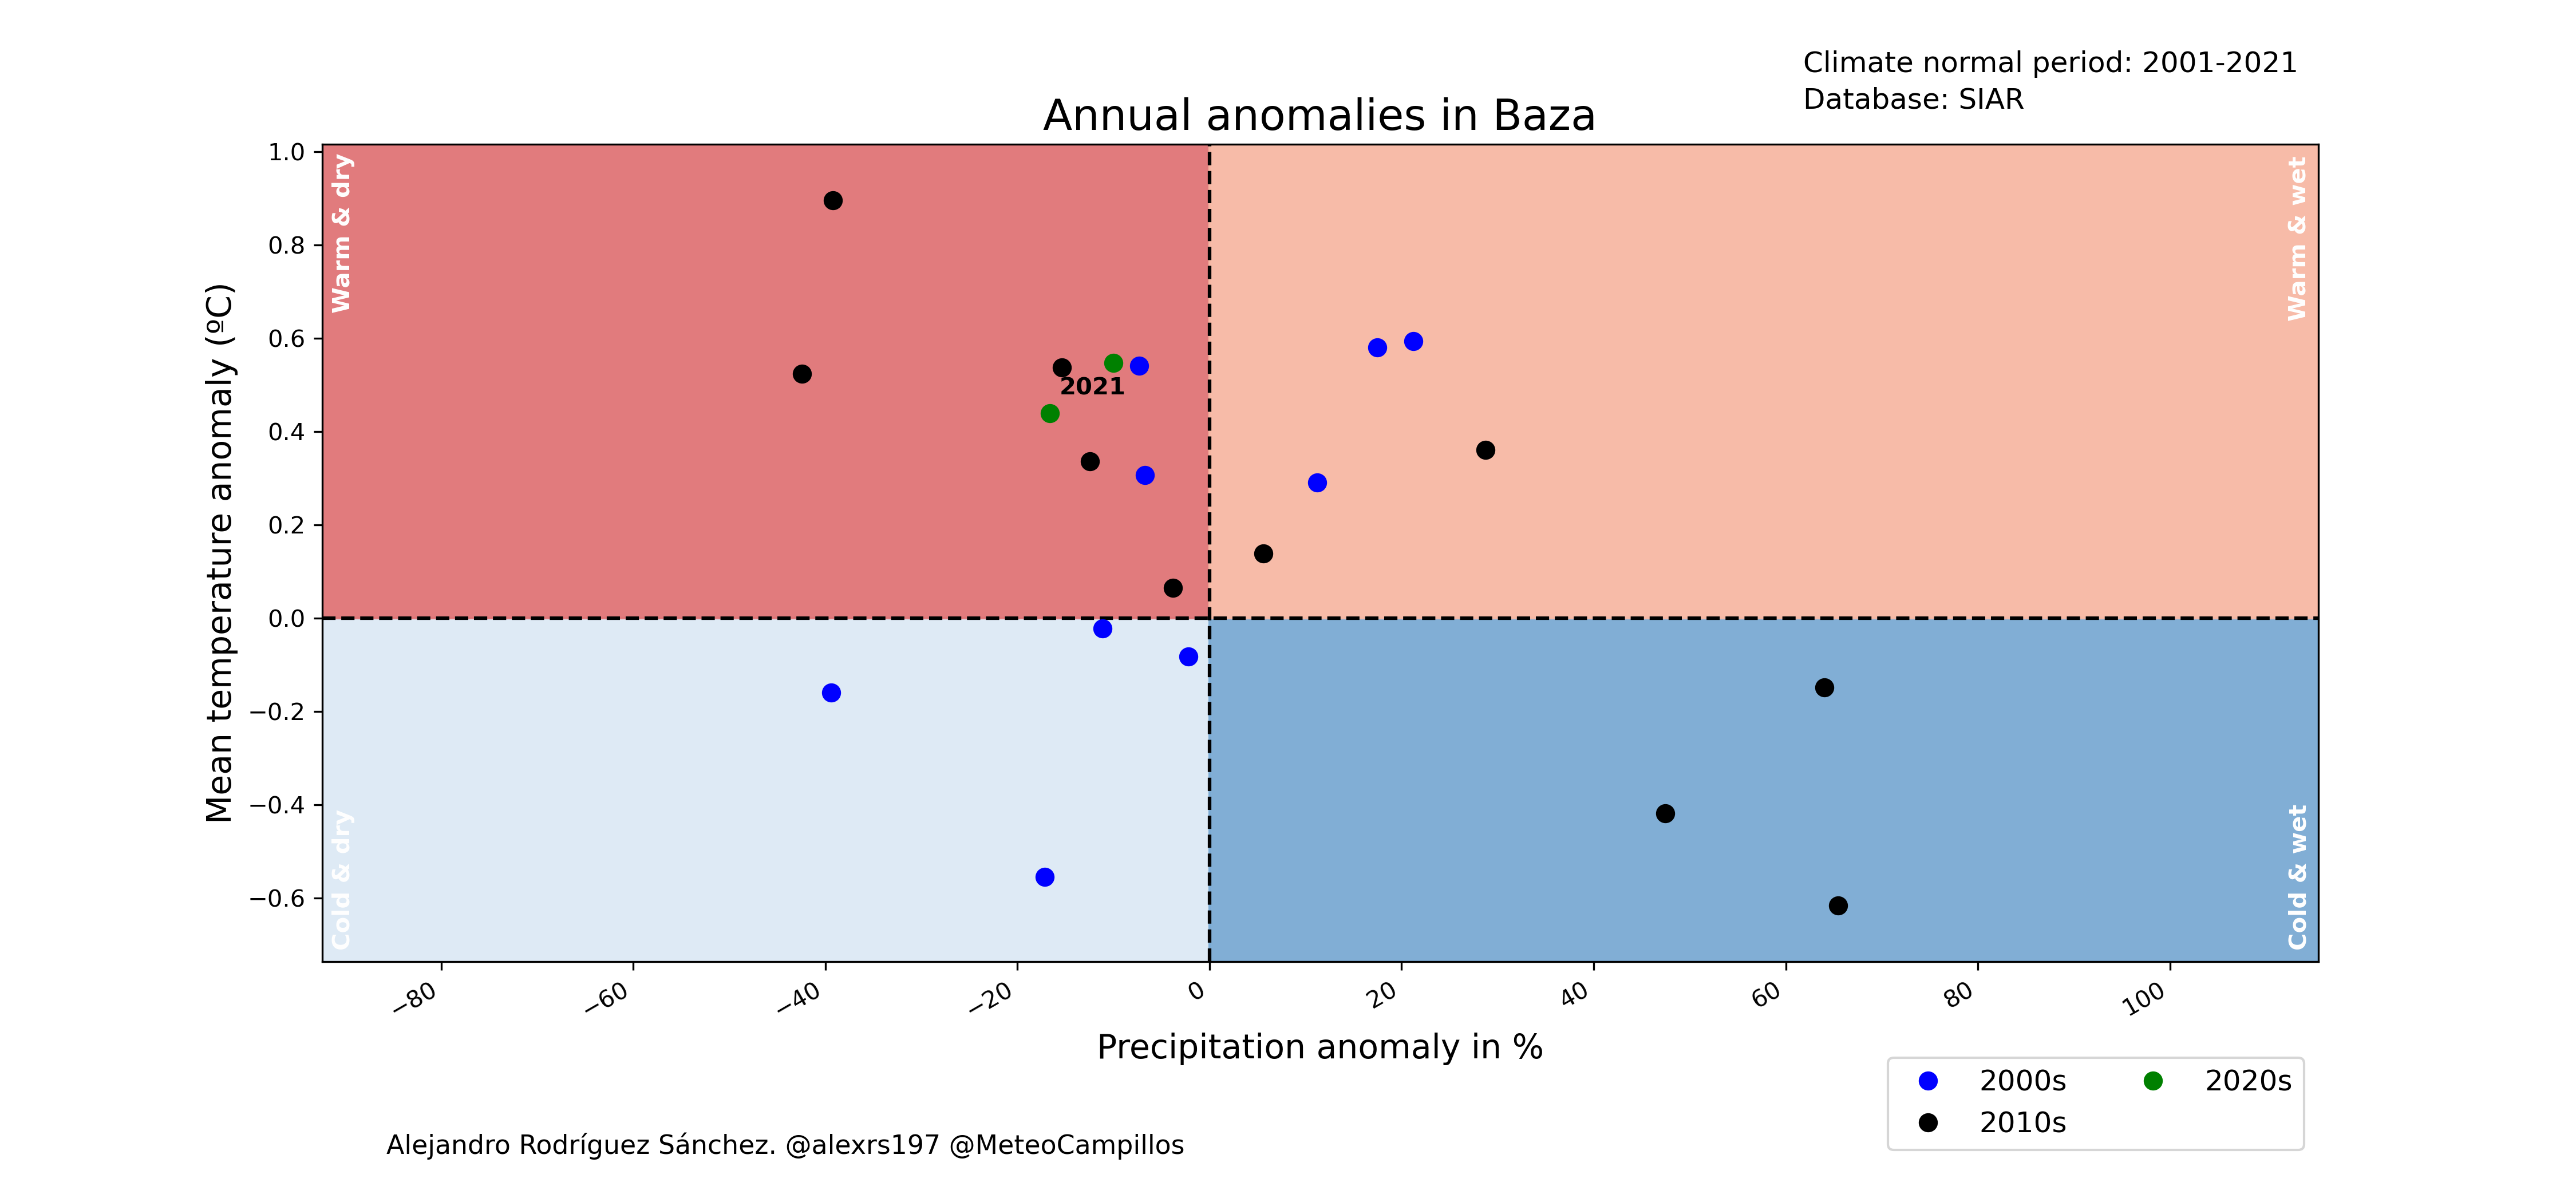 Climate normal period: 2001-2021
Database: SIAR
Annual anomalies in Baza
Mean temperature anomaly (ºC)
1.0
0.8
0.6
0.4
0.2
0.0
−0.2
−0.4
−0.6
Warm & dry
Warm & wet
2021
Cold & dry
Cold & wet
−80
−60
−40
−20
0
20
40
60
80
100
Precipitation anomaly in %
2000s
2010s
2020s
Alejandro Rodríguez Sánchez. @alexrs197 @MeteoCampillos